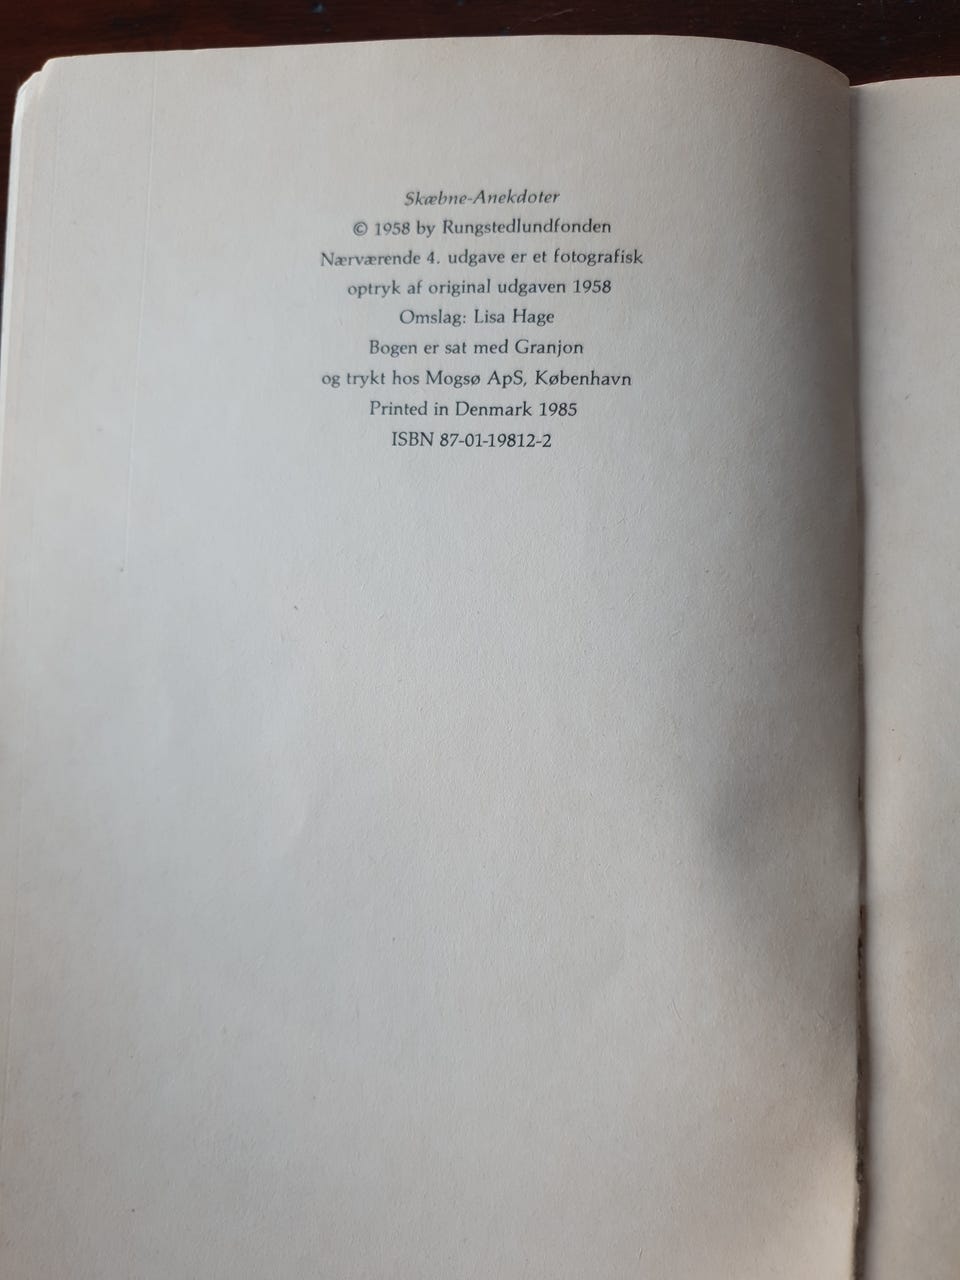 Skæbne-Anekdoter
© 1958 by Rungstedlundfonden
Nærværende 4. udgave er et fotografisk
optryk af original udgaven 1958
Omslag: Lisa Hage
Bogen er sat med Granjon
og trykt hos Mogsø ApS, København
Printed in Denmark 1985
ISBN 87-01-19812-2